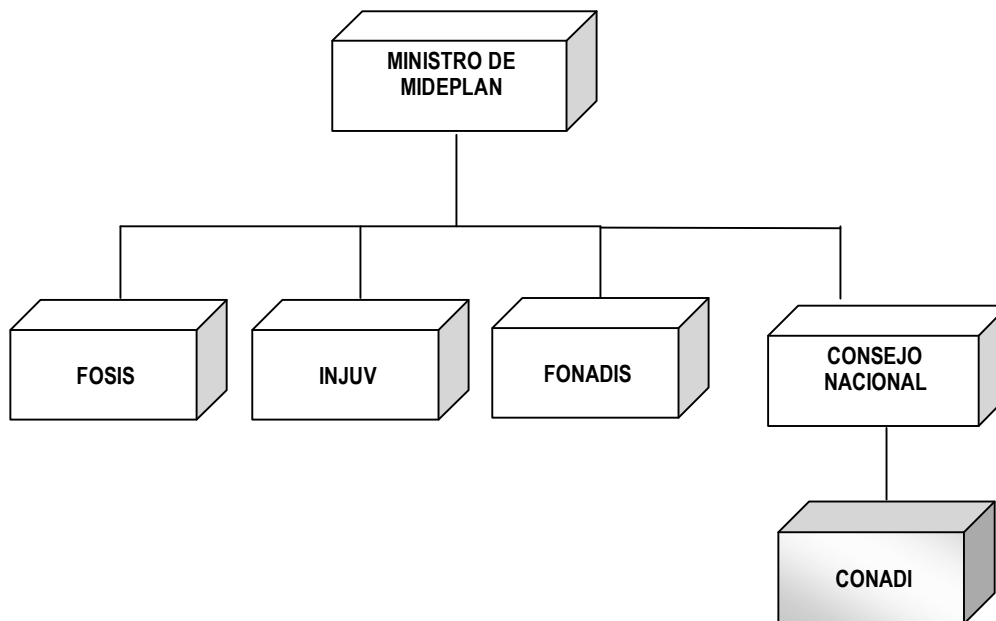 MINISTRO DE
MIDEPLAN
FOSIS
INJUV
FONADIS
CONSEJO
NACIONAL
CONADI